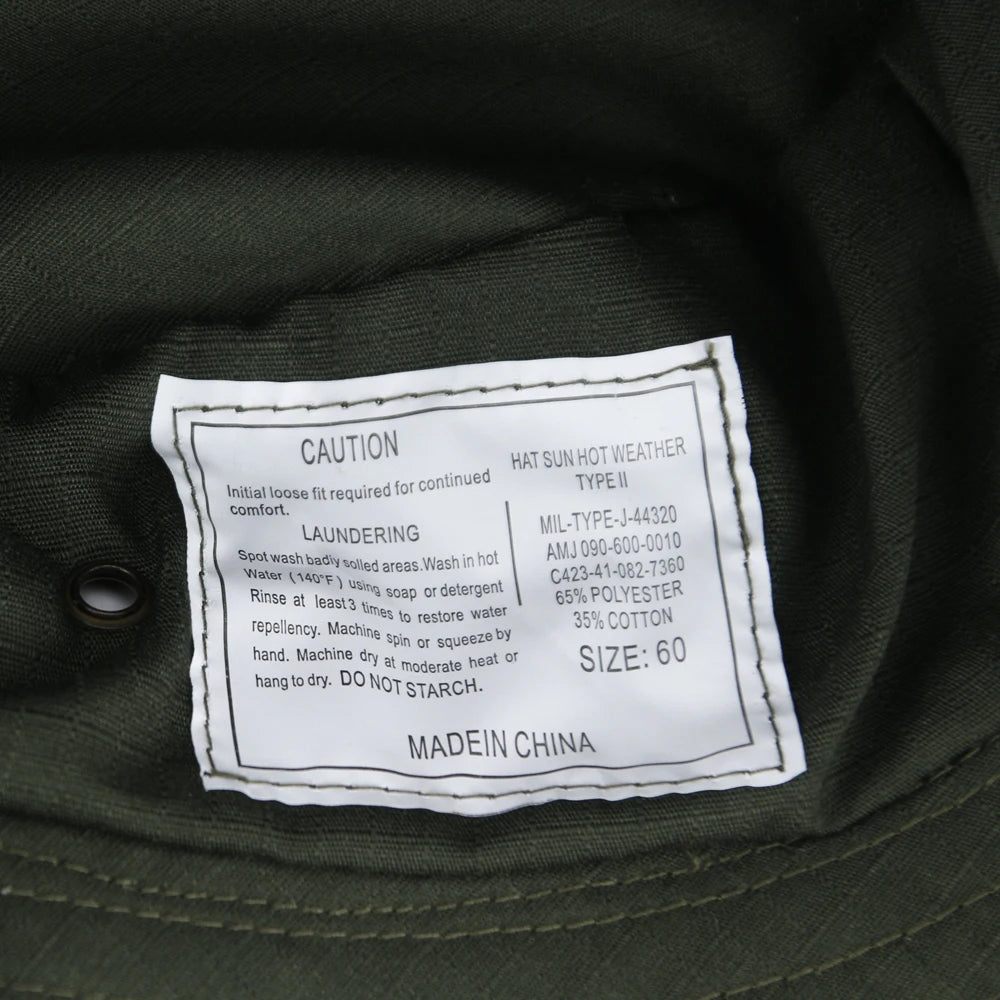 CAUTION
Initial loose fit required for continued
comfort.
LAUNDERING
Spot wash badly solled areas.Wash in hot
Water (140°F) using soap or detergent
Rinse at least3 times to restore water
repellency. Machine spin or squeeze by
hand. Machine dry at moderate heat or
hang to dry. DO NOT STARCH.
HAT SUN HOT WEATHER
TYPE II
MIL-TYPE-J-44320
AMJ 090-600-0010
C423-41-082-7360
65% POLYESTER
35% COTTON
SIZE: 60
MADEIN CHINA